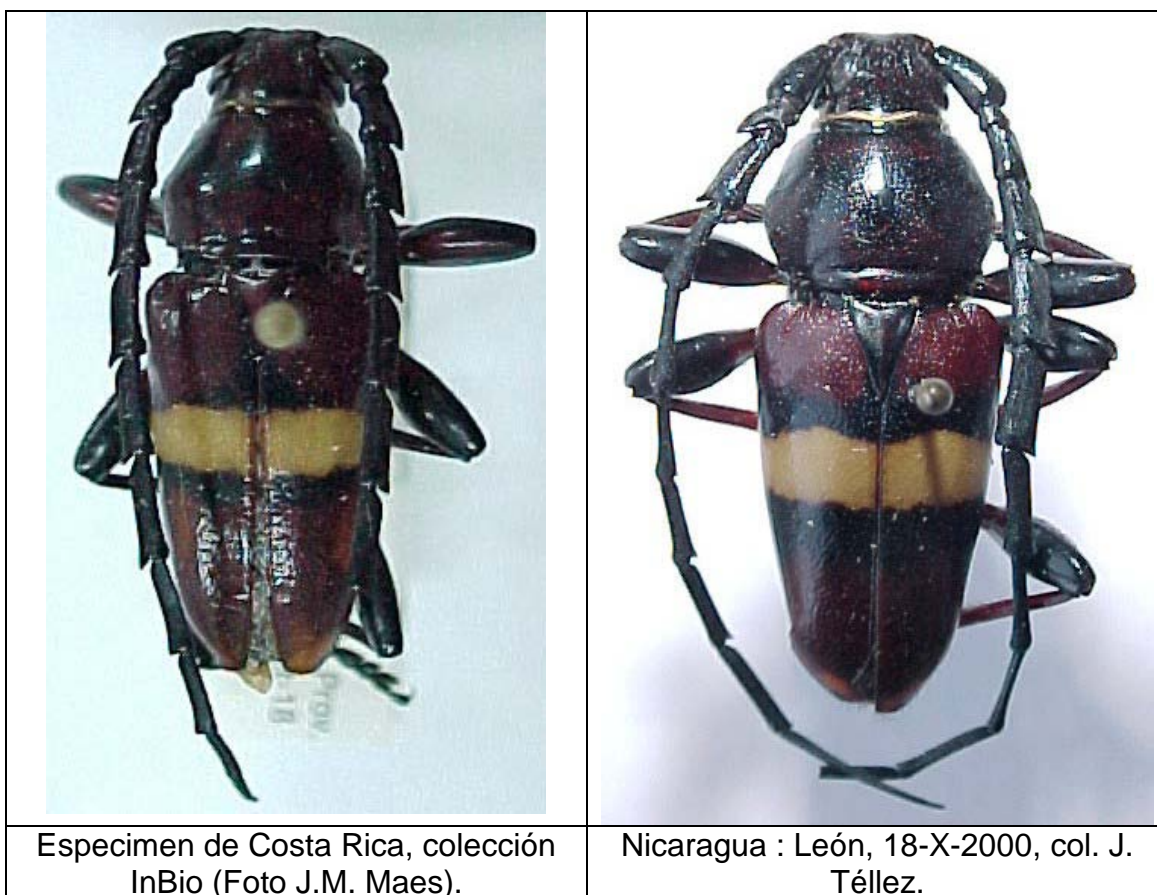 Especimen de Costa Rica, colección
InBio (Foto J.M. Maes).
Nicaragua : León, 18-X-2000, col. J.
Téllez.